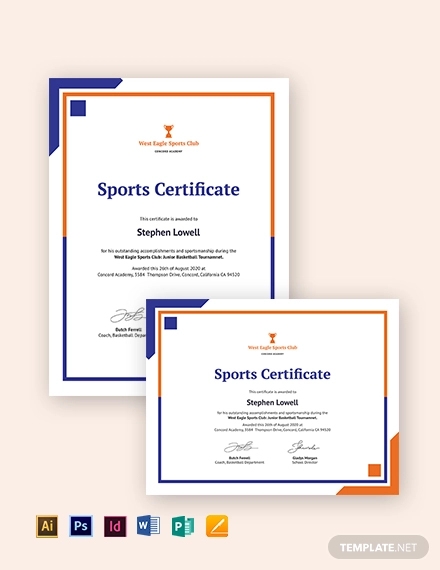 West Eagle Sports Club
CONCORD ACADEMY
Sports Certificate
This certificate is awarded to
Stephen Lowell
for his outstanding accomplishments and sportsmanship during the
West Eagle Sports Club: Junior Basketball Tournamnet.
Awarded this 26th of August 2020 at
Concord Academy, 3584 Thompson Drive, Concord, California CA 94520
Butch Ferrell
Coach, Basketball Department
West Eagle Sports Club
CONCORD ACADEMY
Sports Certificate
This certificate is awarded to
Stephen Lowell
for his outstanding accomplishments and sportsmanship during the
West Eagle Sports Club: Junior Basketball Tournamnet.
Awarded this 26th of August 2020 at
Concord Academy, 3584 Thompson Drive, Concord, California CA 94520
Butch Ferrell
Coach, Basketball Department
Gladys Morgan
School Director
Ai
Ps
Id
W
P
TEMPLATE.NET